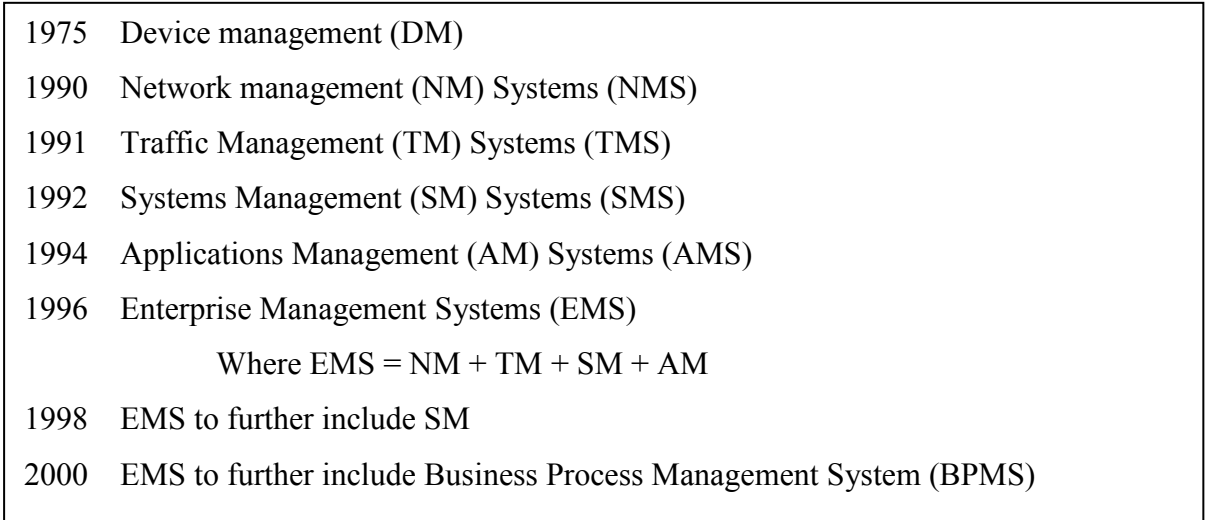 1975 Device management (DM)
1990 Network management (NM) Systems (NMS)
1991 Traffic Management (TM) Systems (TMS)
1992 Systems Management (SM) Systems (SMS)
1994 Applications Management (AM) Systems (AMS)
1996 Enterprise Management Systems (EMS)
Where EMS = NM + TM + SM + AM
1998 EMS to further include SM
2000 EMS to further include Business Process Management System (BPMS)